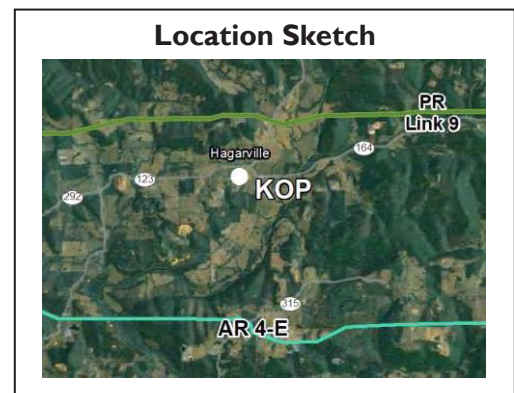 Location Sketch
PR
Link 9
Hagarville
164
123
KOP
292
315
AR 4-E